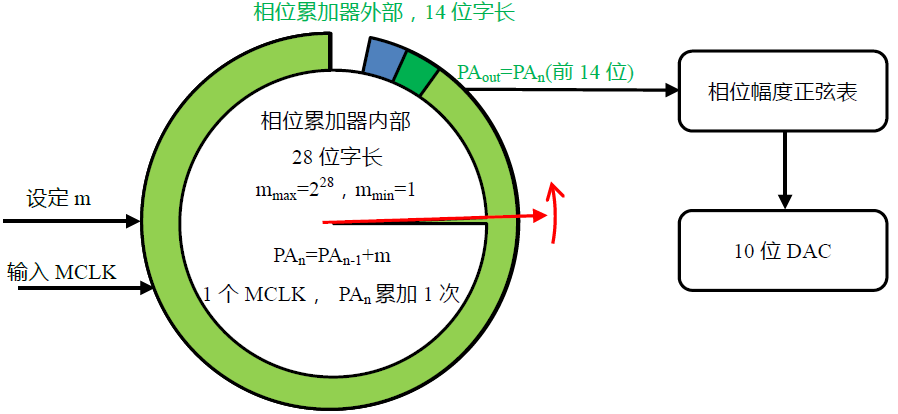 相位累加器外部，14 位字长
PAout=PAn(前 14 位)
相位幅度正弦表
相位累加器内部
28 位字长
mmax=2^28，mmin=1
设定 m
PAn=PAn-1+m
10 位 DAC
输入 MCLK
1 个 MCLK， PAn 累加 1 次